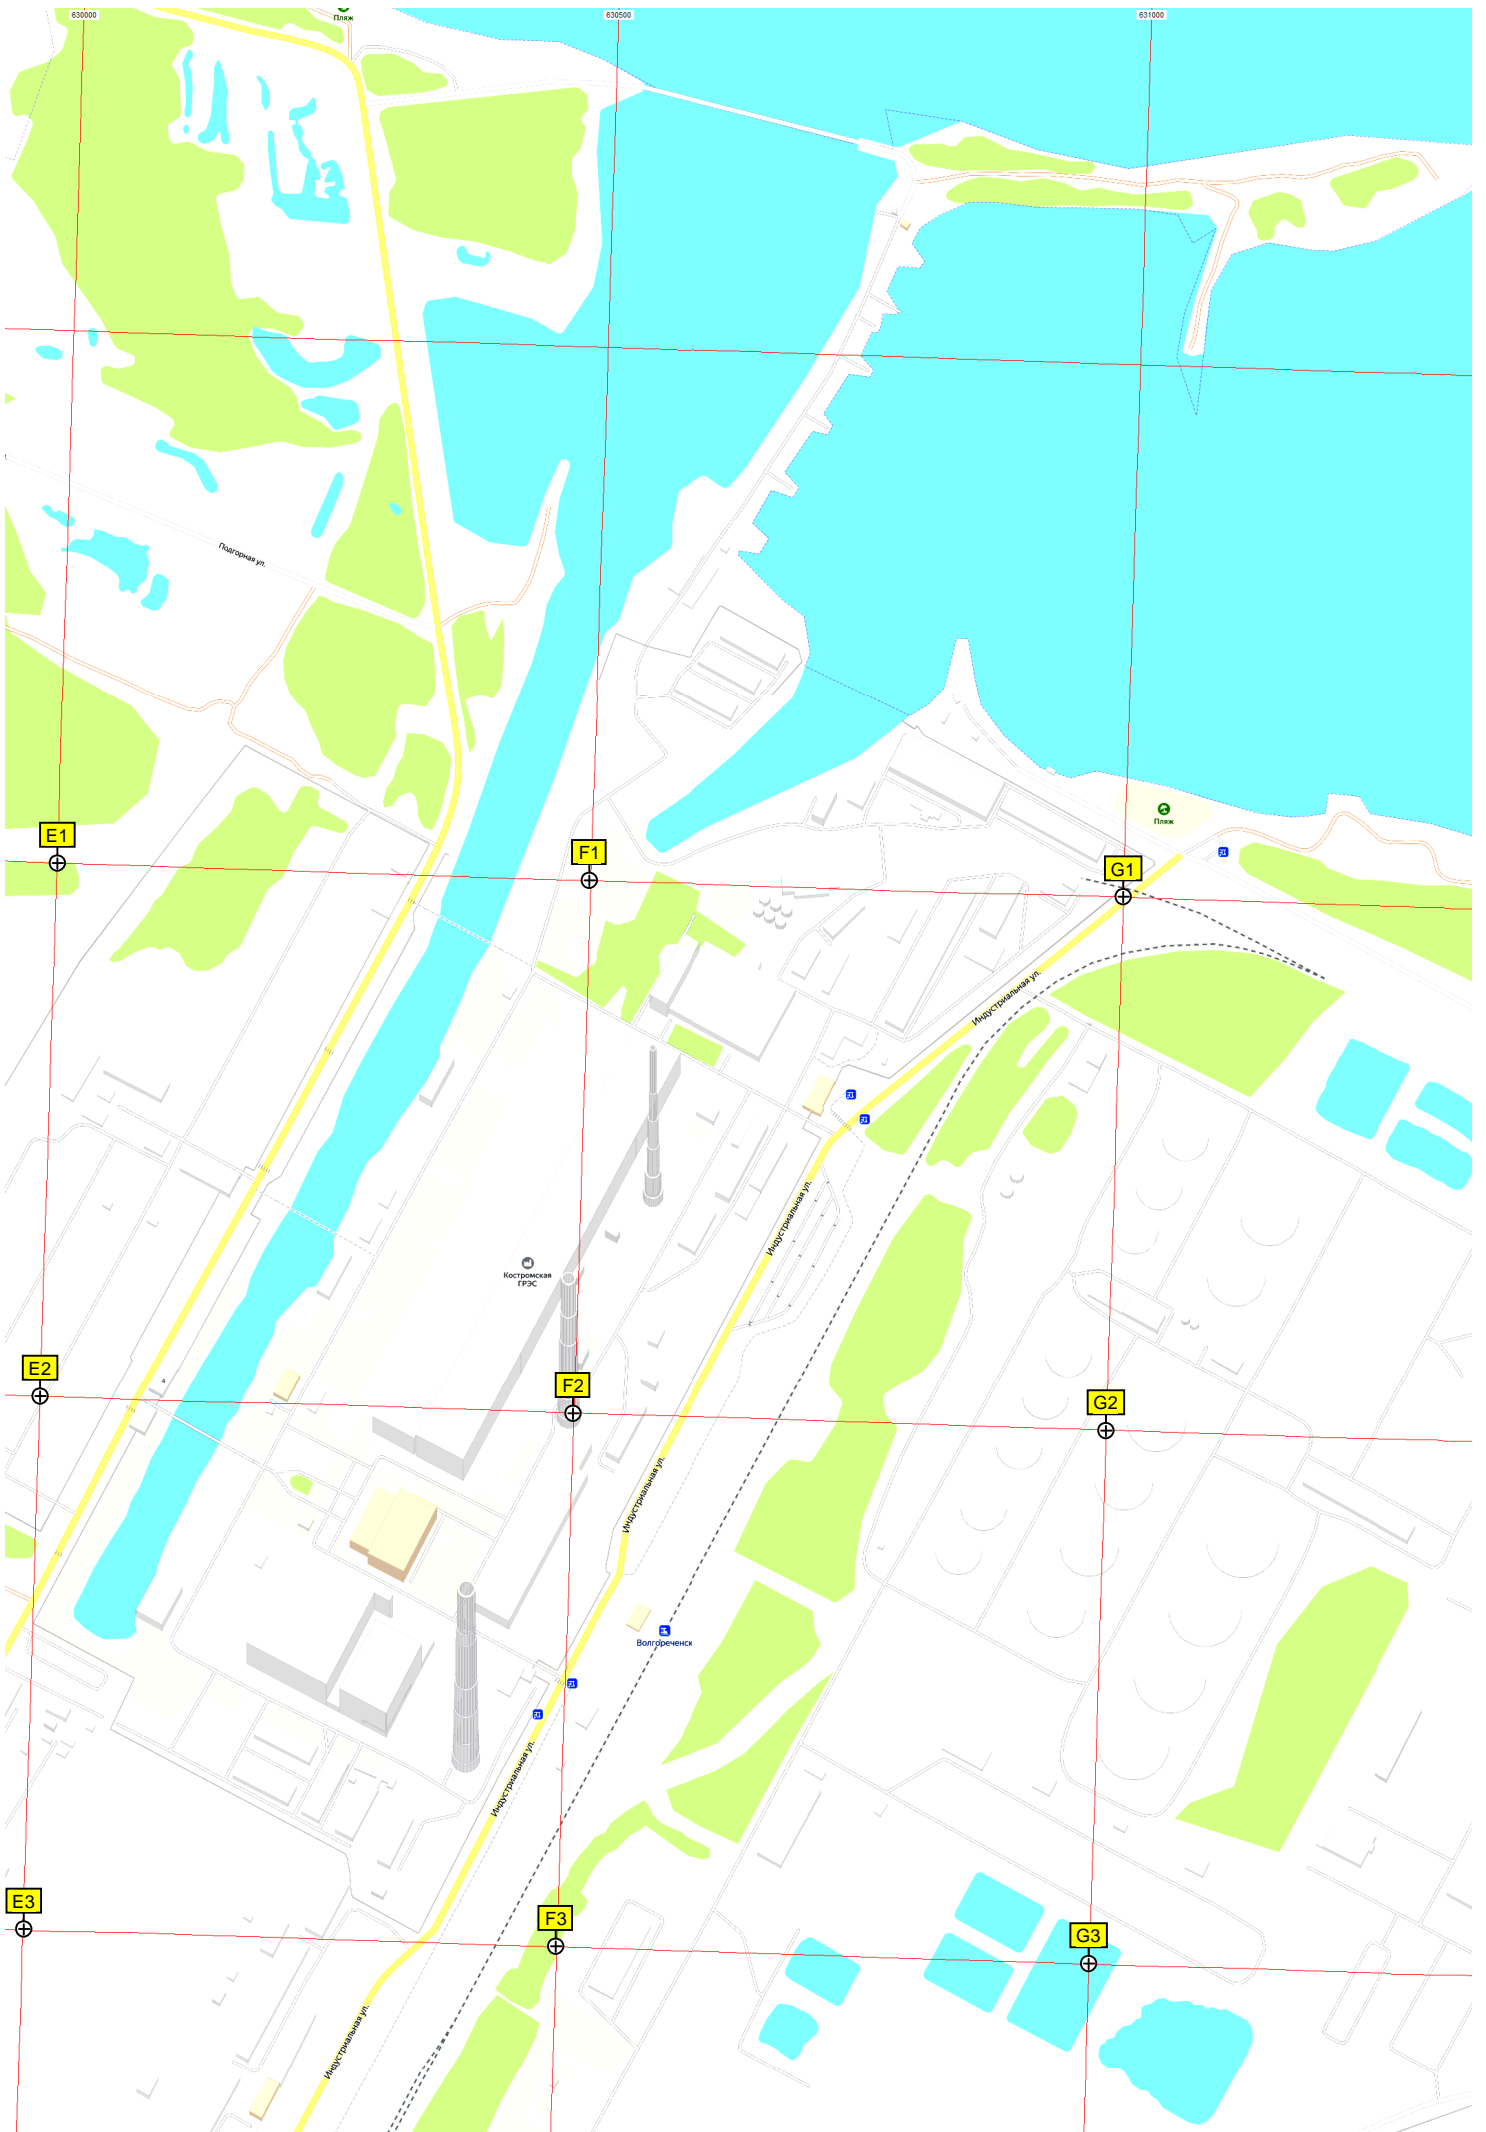 630000
630500
631000
Пляж
Подгорная ул.
Пляж
E1
F1
G1
Индустриальная ул.
Индустриальная ул.
Костромская
ГРЭС
4
E2
F2
G2
Индустриальная ул.
Волгореченск
Индустриальная ул.
E3
F3
G3
Индустриальная ул.